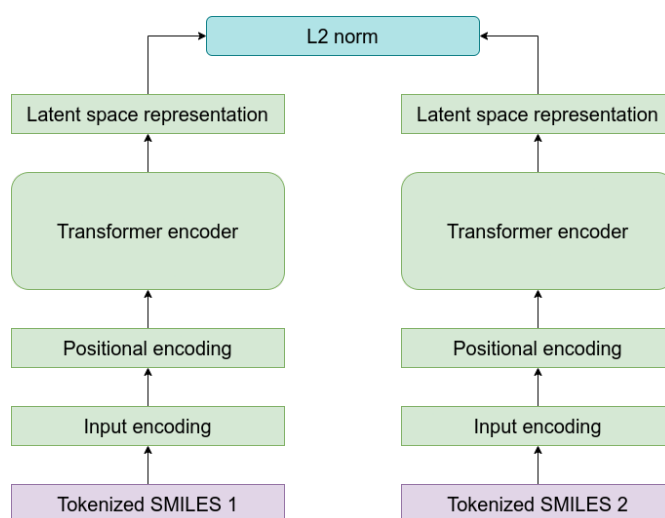 L2 norm
Latent space representation
Latent space representation
Transformer encoder
Transformer encoder
Positional encoding
Positional encoding
Input encoding
Input encoding
Tokenized SMILES 1
Tokenized SMILES 2